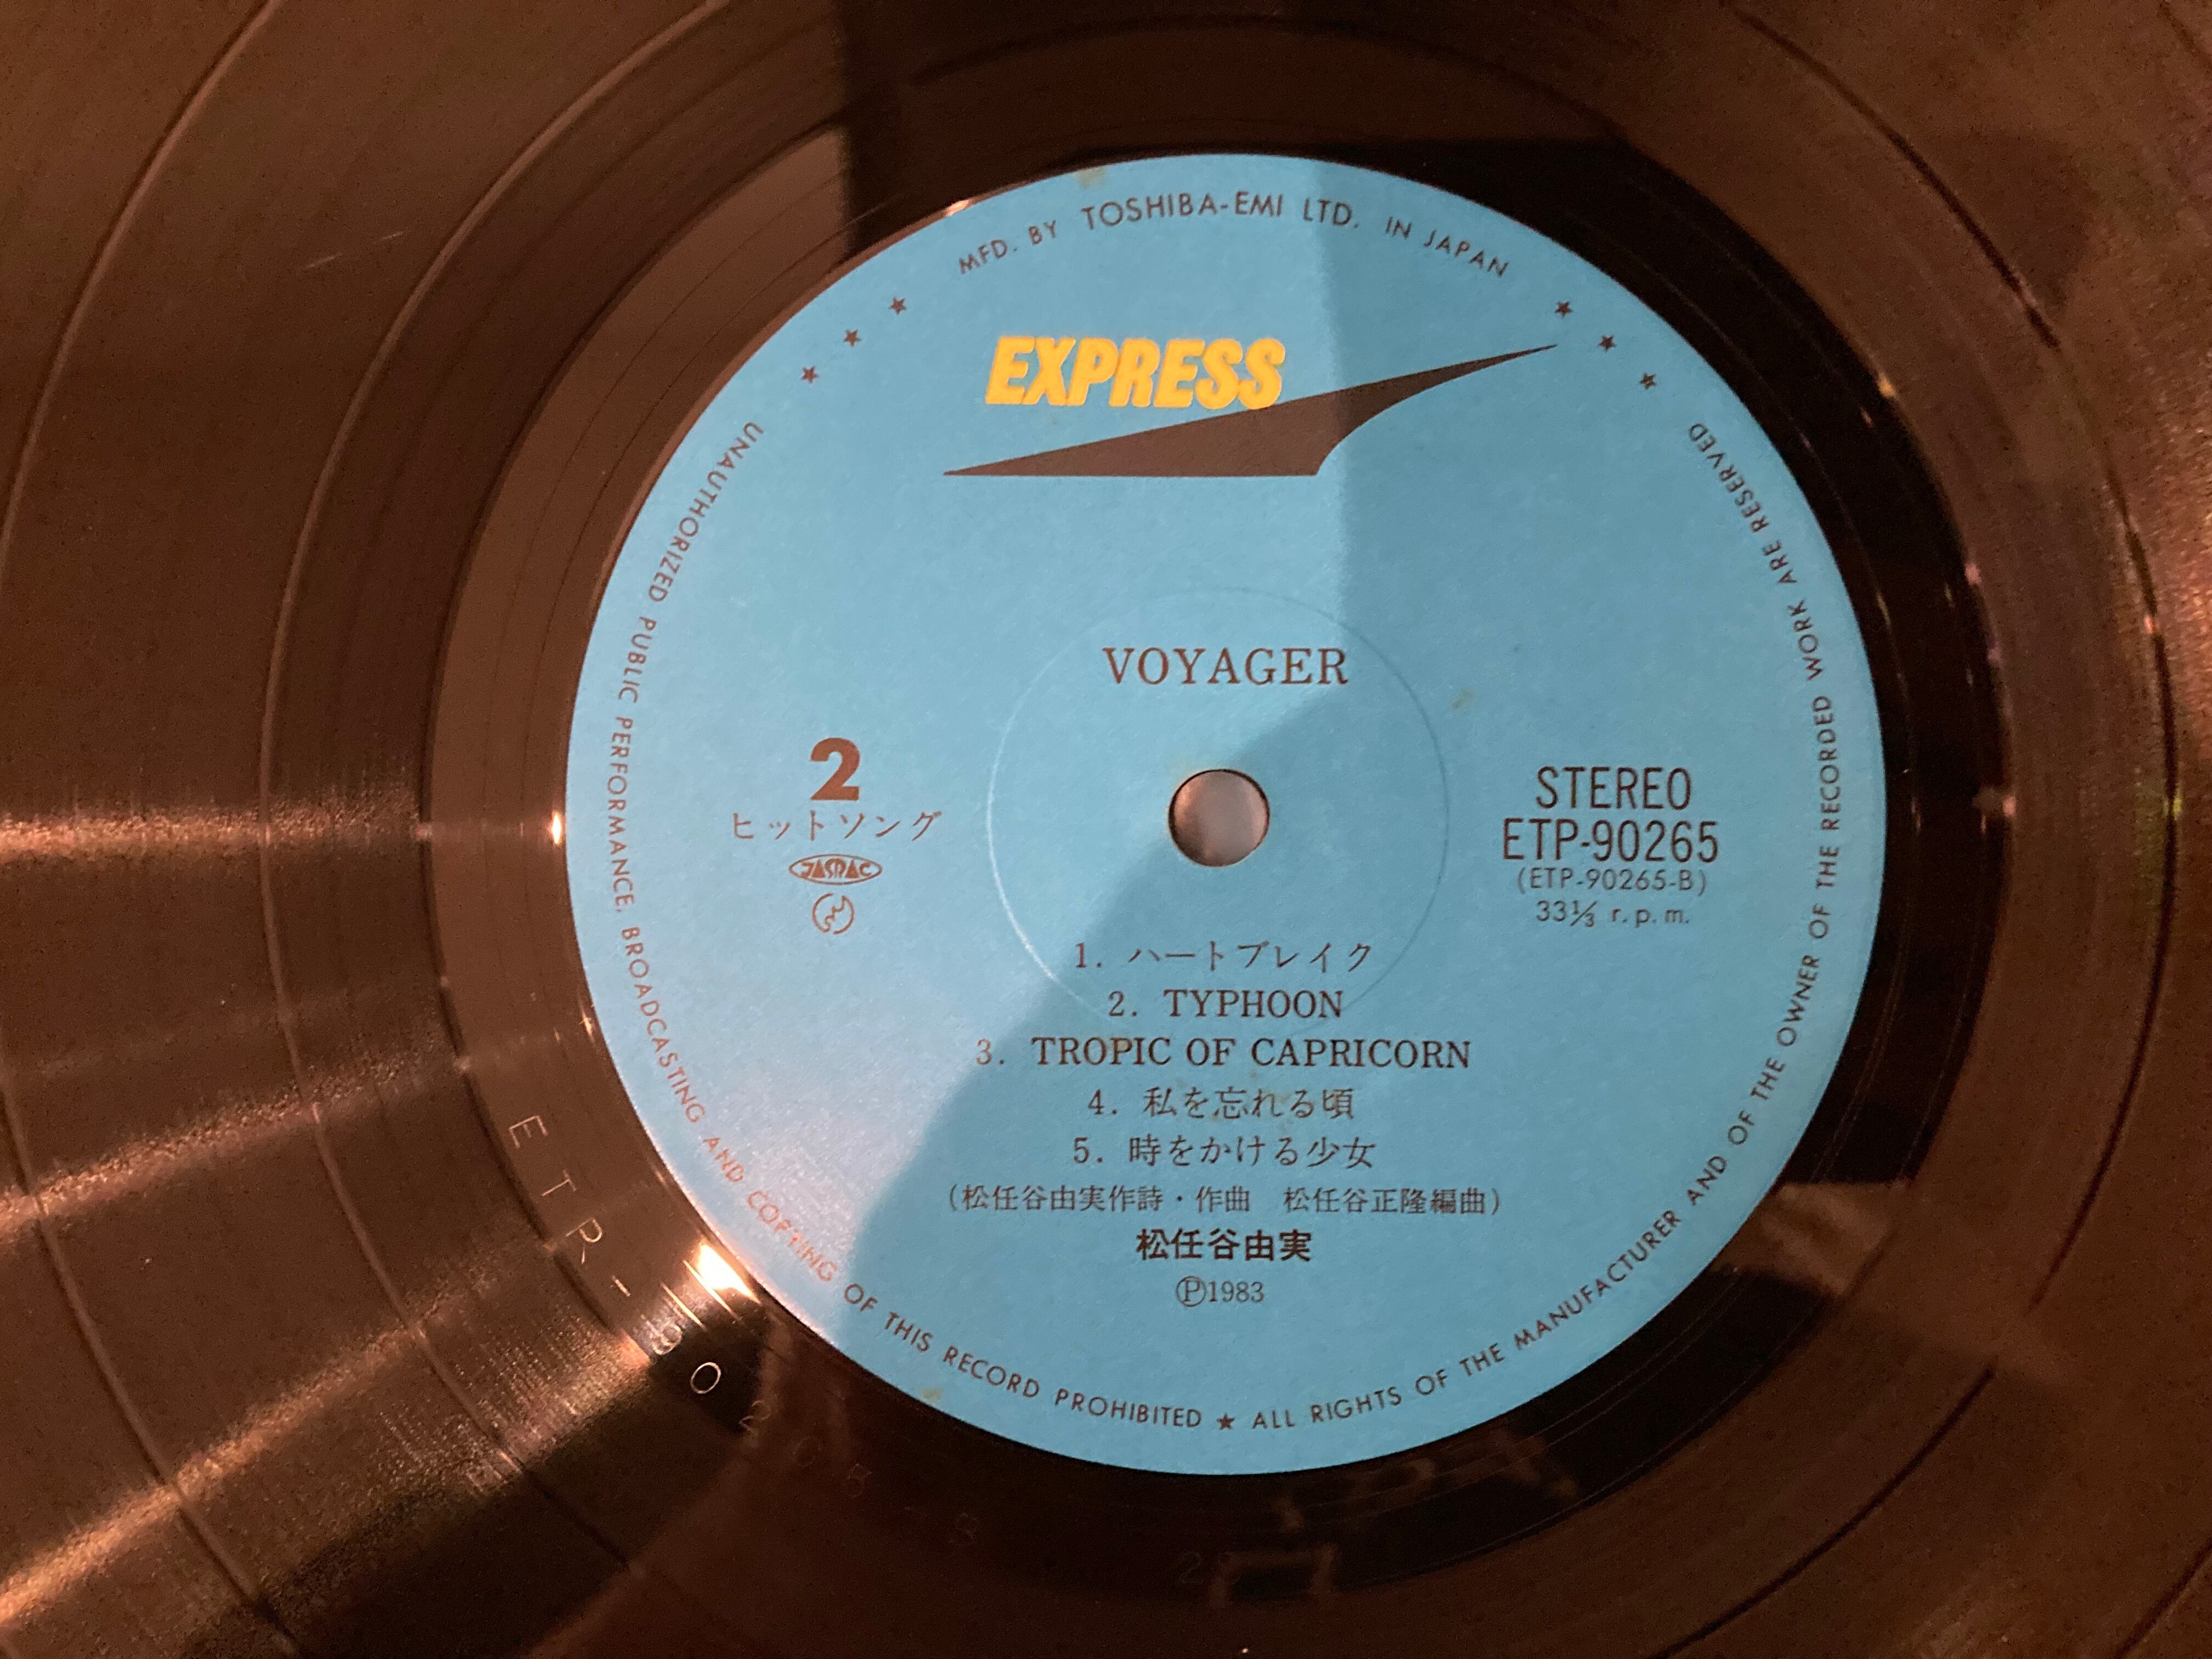 MFD. BY TOSHIBA-EMI LTD. IN JAPAN
EXPRESS
VOYAGER
2
ヒットソング
JASRAC
STEREO
ETP-90265
(ETP-90265-B)
33⅓ r.p.m.
1. ハートブレイク
2. TYPHOON
3. TROPIC OF CAPRICORN
4. 私を忘れる頃
5. 時をかける少女
(松任谷由実作詩・作曲 松任谷正隆編曲)
松任谷由実
Ⓟ1983
UNAUTHORIZED PUBLIC PERFORMANCE, BROADCASTING AND COPYING OF THIS RECORD PROHIBITED ★ ALL RIGHTS OF THE MANUFACTURER AND OF THE OWNER OF THE RECORDED WORK ARE RESERVED
ETR-90265